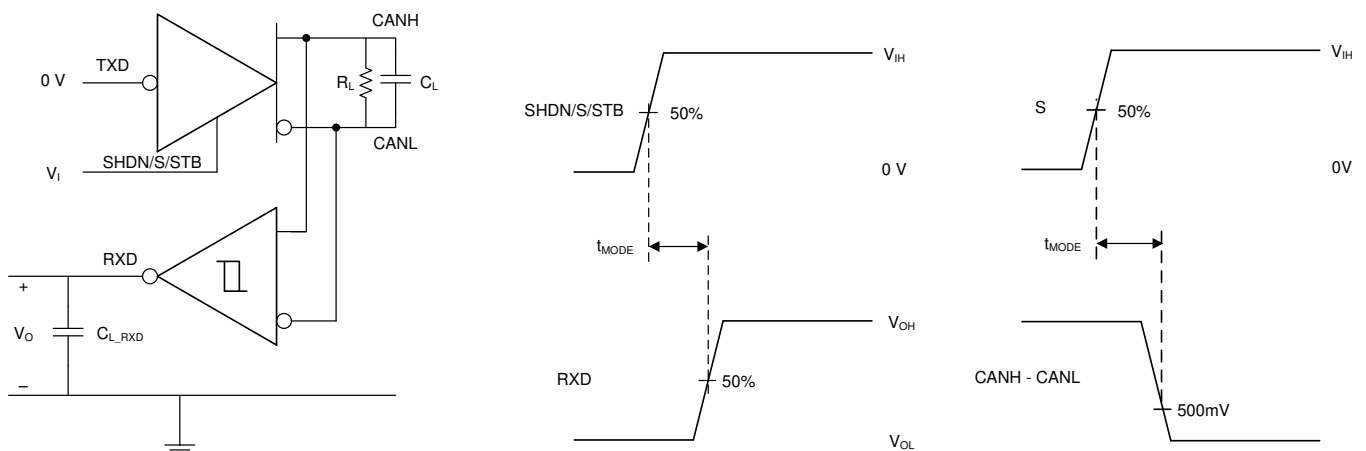 CANH
TXD
0 V
R_L
C_L
CANL
SHDN/S/STB
V_I
RXD
+
V_O
C_L_RXD
–
V_IH
SHDN/S/STB
50%
0 V
t_MODE
V_OH
RXD
50%
V_OL
V_IH
S
50%
0V
t_MODE
CANH - CANL
500mV